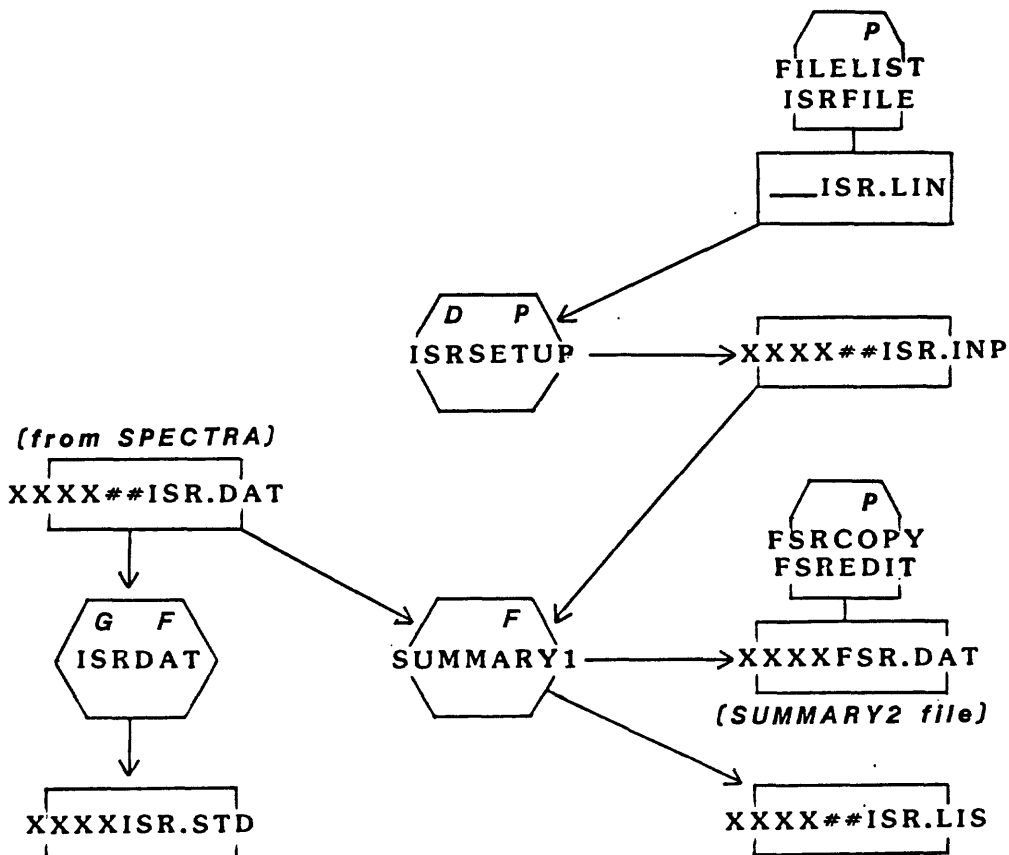 P
FILELIST
ISRFILE
___ISR.LIN
D P
ISRSETUP
XXXX##ISR.INP
(from SPECTRA)
XXXX##ISR.DAT
P
FSRCOPY
FSREDIT
G F
ISRDAT
F
SUMMARY1
XXXXFSR.DAT
(SUMMARY2 file)
XXXXISR.STD
XXXX##ISR.LIS